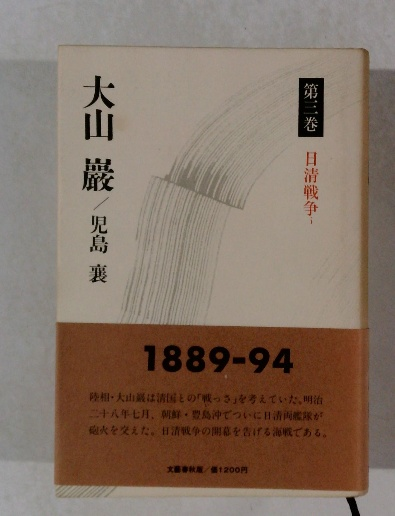 第三巻
日清戦争-1
大山 巌/児島 襄
1889-94
陸相・大山巌は清国との「戦っさ」を考えていた。明治
二十八年七月、朝鮮・豊島沖でついに日清両艦隊が
砲火を交えた。日清戦争の開幕を告げる海戦である。
文藝春秋版/価1200円